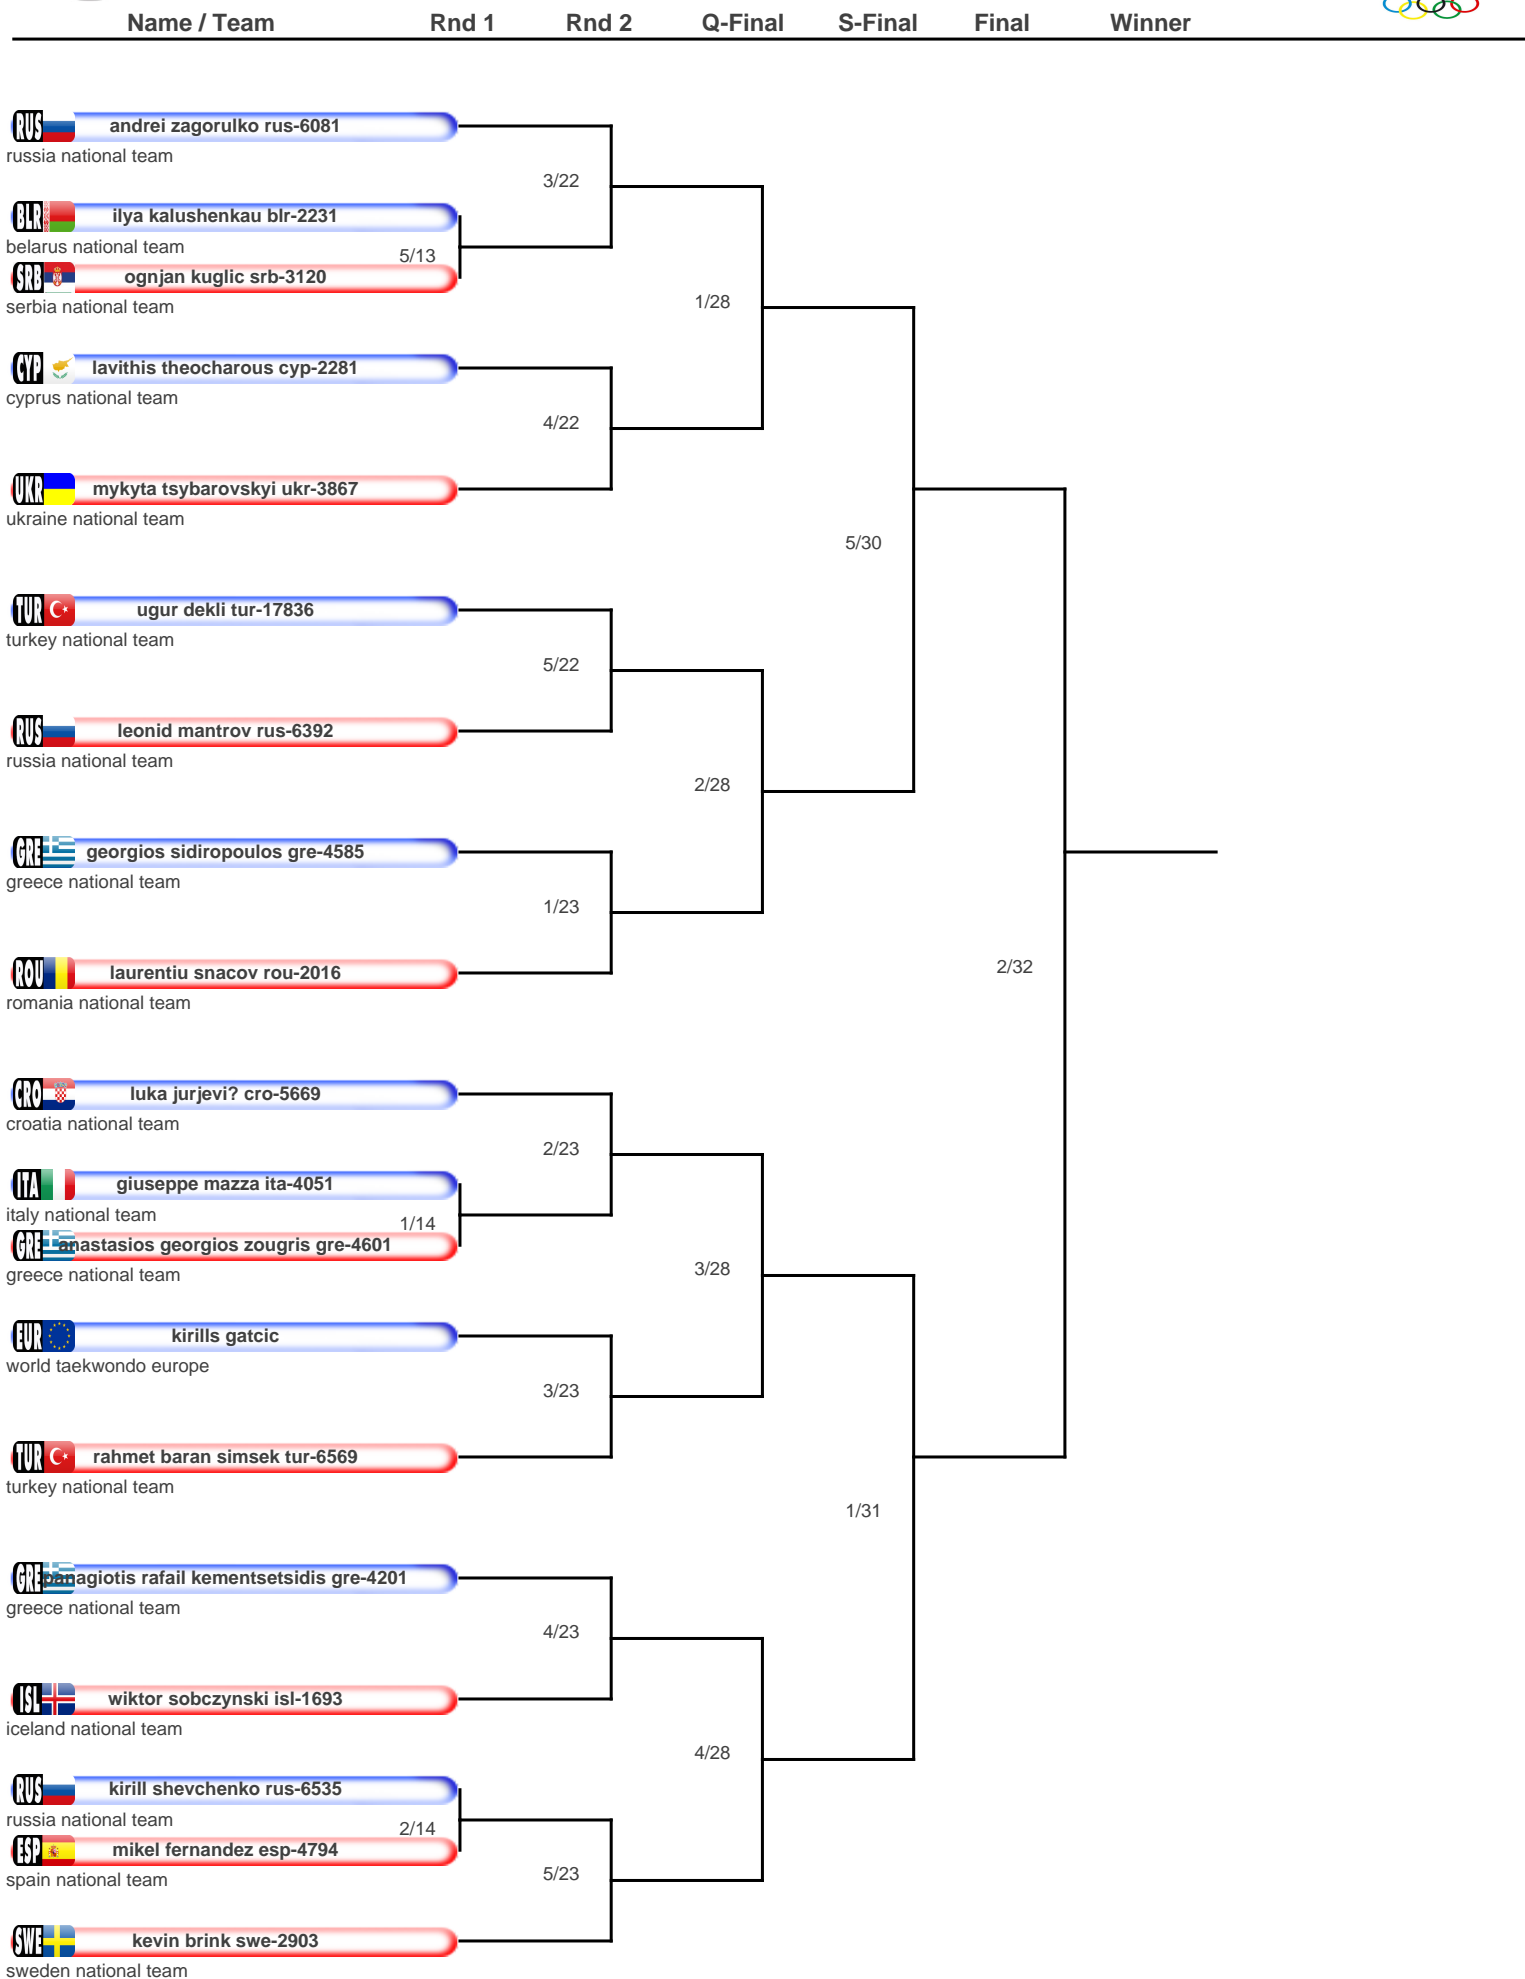 Name / Team Rnd 1 Rnd 2 Q-Final S-Final Final Winner
RUS andrei zagorulko rus-6081
russia national team
3/22
BLR ilya kalushenkau blr-2231
belarus national team
5/13
SRB ognjan kuglic srb-3120
serbia national team
1/28
CYP lavithis theocharous cyp-2281
cyprus national team
4/22
UKR mykyta tsybarovskyi ukr-3867
ukraine national team
5/30
TUR ugur dekli tur-17836
turkey national team
5/22
RUS leonid mantrov rus-6392
russia national team
2/28
GRE georgios sidiropoulos gre-4585
greece national team
1/23
ROU laurentiu snacov rou-2016
romania national team
2/32
CRO luka jurjevi? cro-5669
croatia national team
2/23
ITA giuseppe mazza ita-4051
italy national team
1/14
GRE anastasios georgios zougris gre-4601
greece national team
3/28
EUR kirills gatcic
world taekwondo europe
3/23
TUR rahmet baran simsek tur-6569
turkey national team
1/31
GRE panagiotis rafail kementsetsidis gre-4201
greece national team
4/23
ISL wiktor sobczynski isl-1693
iceland national team
4/28
RUS kirill shevchenko rus-6535
russia national team
2/14
ESP mikel fernandez esp-4794
spain national team
5/23
SWE kevin brink swe-2903
sweden national team